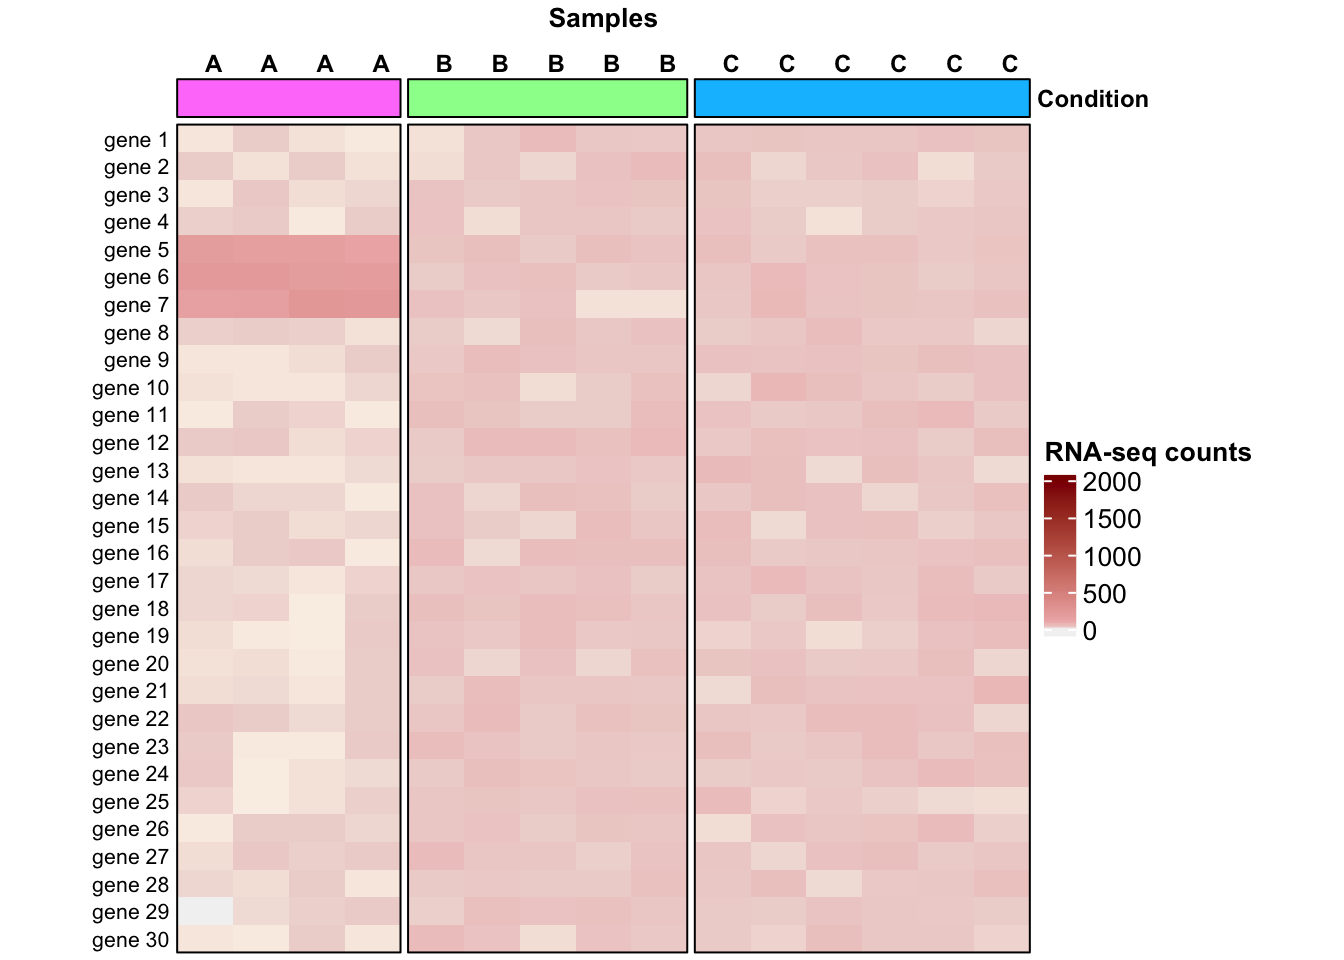 Samples
A A A A B B B B B C C C C C C
Condition
gene 1
gene 2
gene 3
gene 4
gene 5
gene 6
gene 7
gene 8
gene 9
gene 10
gene 11
gene 12
gene 13
gene 14
gene 15
gene 16
gene 17
gene 18
gene 19
gene 20
gene 21
gene 22
gene 23
gene 24
gene 25
gene 26
gene 27
gene 28
gene 29
gene 30
RNA-seq counts
2000
1500
1000
500
0